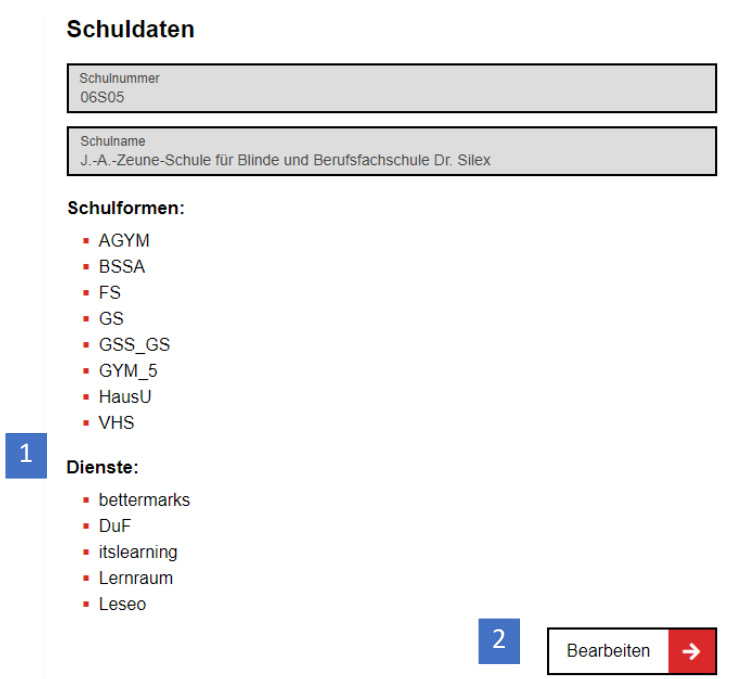 Schuldaten
Schulnummer
06S05
Schulname
J.-A.-Zeune-Schule für Blinde und Berufsfachschule Dr. Silex
Schulformen:
AGYM
BSSA
FS
GS
GSS_GS
GYM_5
HausU
VHS
1
Dienste:
bettermarks
DuF
itslearning
Lernraum
Leseo
2
Bearbeiten